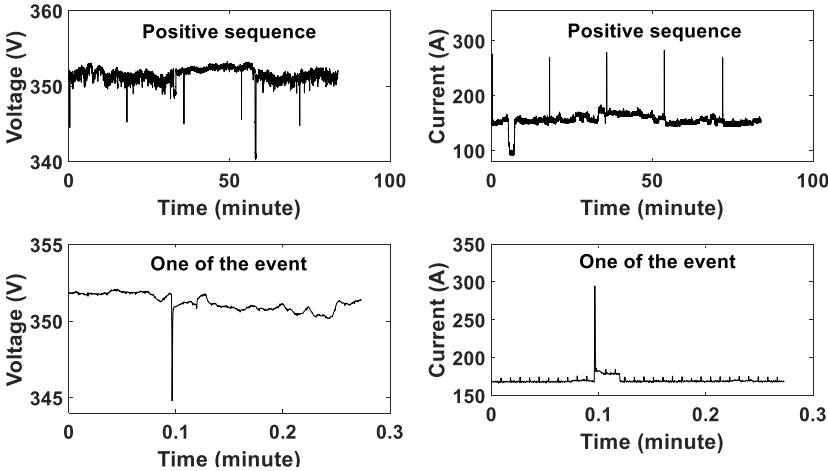 360
350
340
Voltage (V)
Positive sequence
0 50 100
Time (minute)
300
200
100
Current (A)
Positive sequence
0 50 100
Time (minute)
355
350
345
Voltage (V)
One of the event
0 0.1 0.2 0.3
Time (minute)
350
300
250
200
150
Current (A)
One of the event
0 0.1 0.2 0.3
Time (minute)